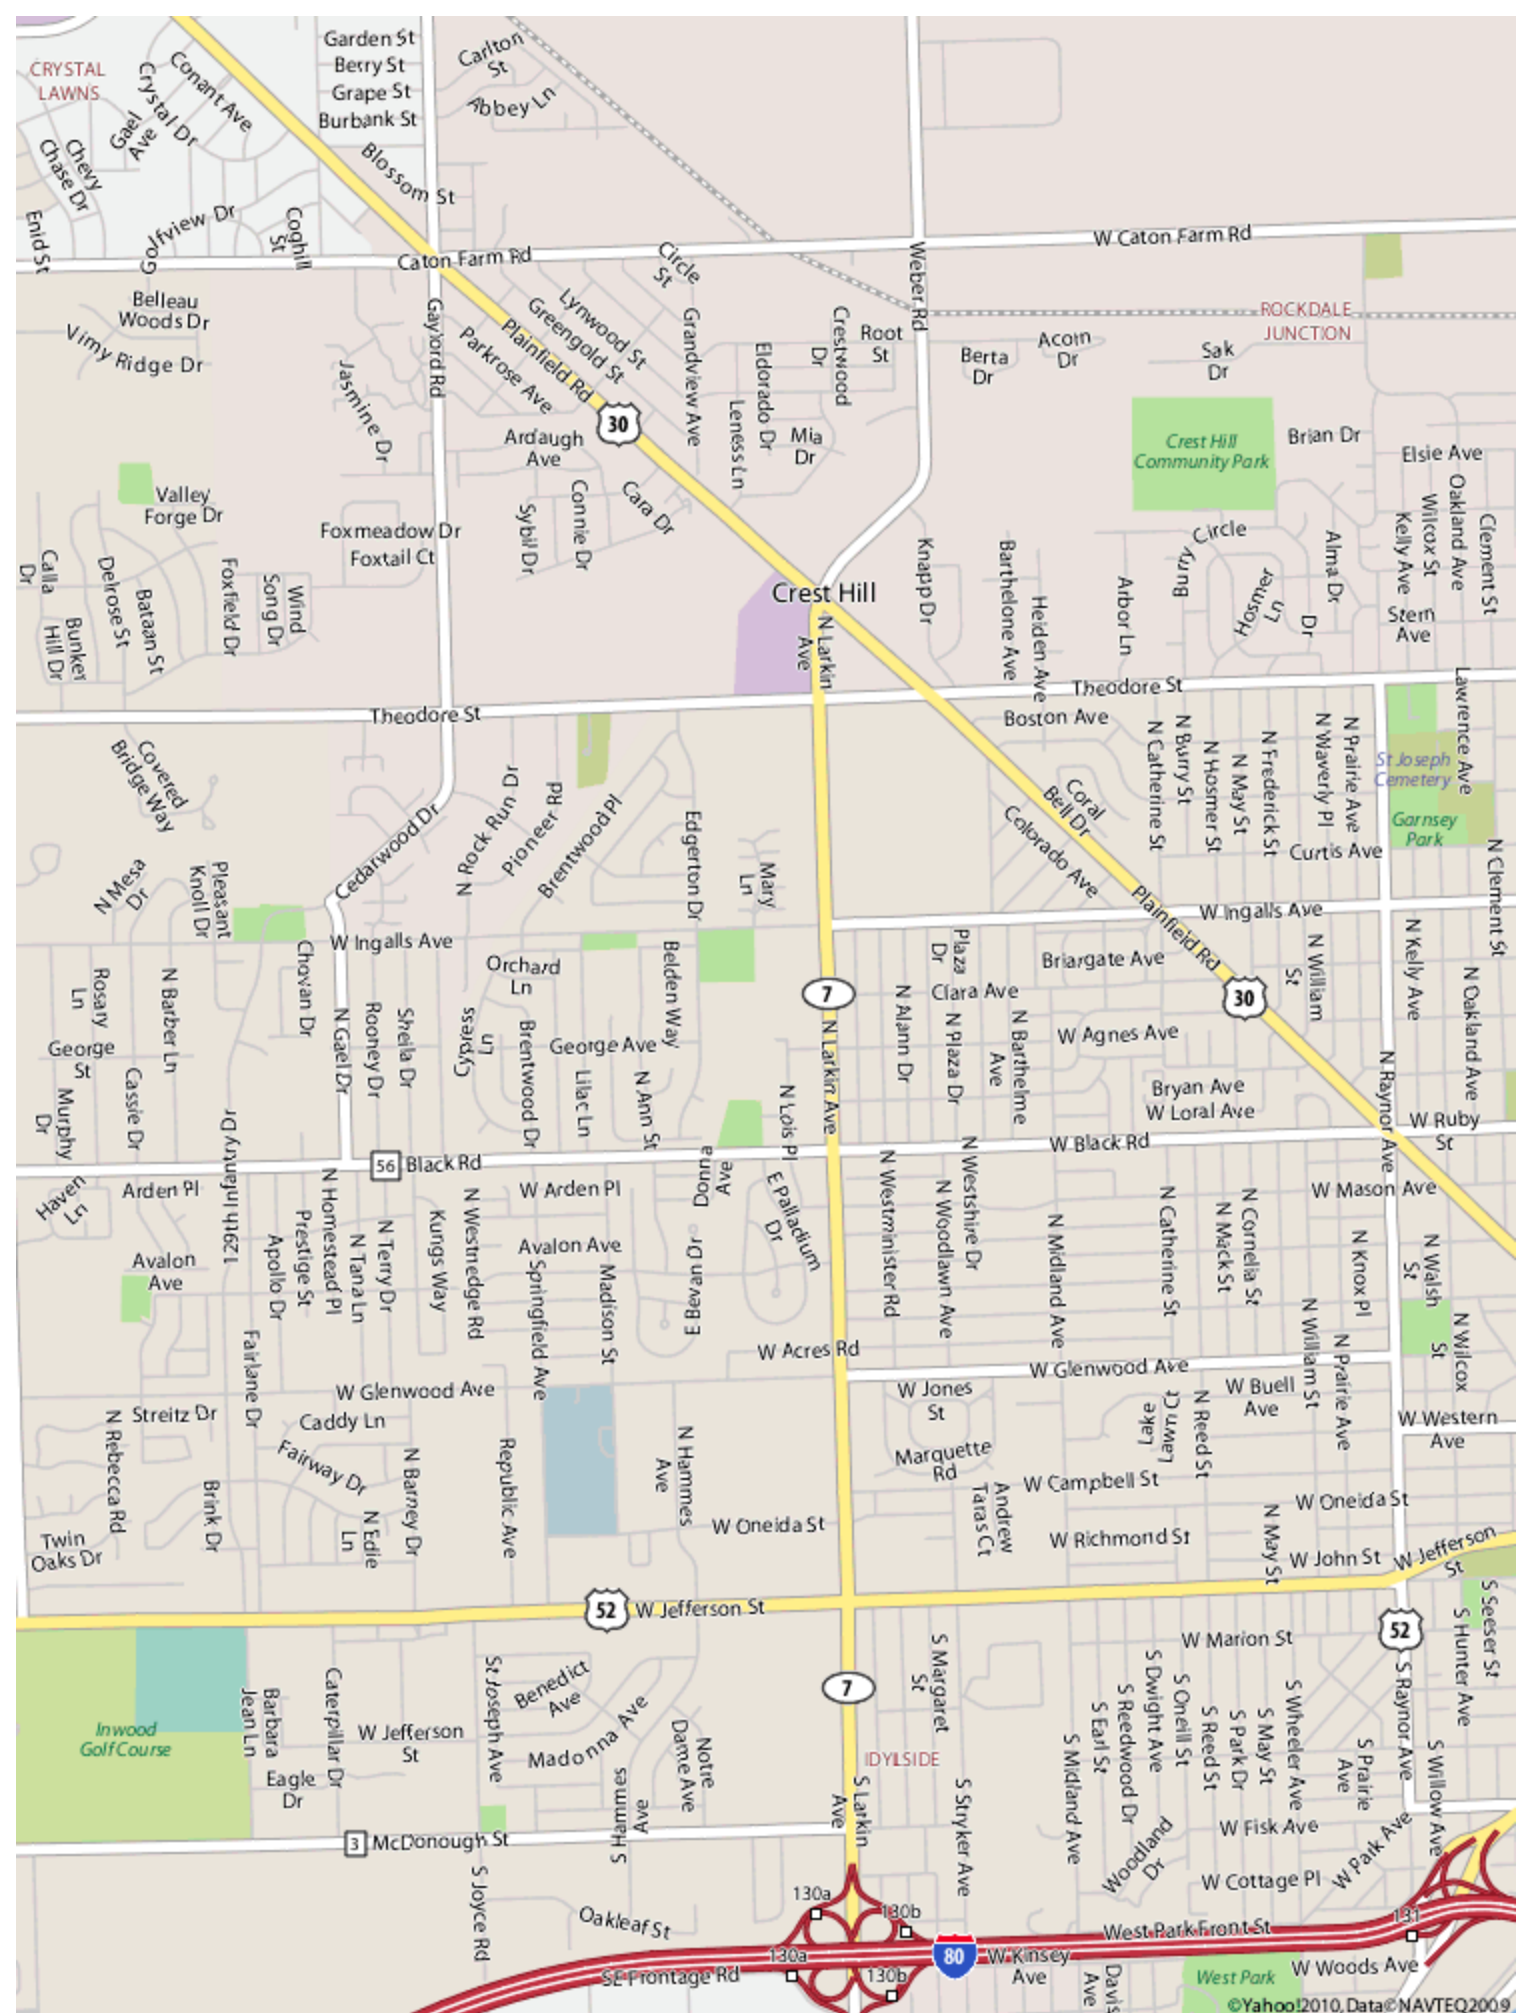 Garden St
Carlton
St
CRYSTAL
LAWNS
Conant Ave
Crystal Dr
Berry St
Grape St
Abbey Ln
Gael
Ave
Burbank St
Chevy
Chase Dr
Blossom St
Enid St
Golfview Dr
Coghill
St
Caton Farm Rd
Circle
St
Weber Rd
W Caton Farm Rd
Belleau
Woods Dr
Vimy Ridge Dr
Gaylord Rd
Lynwood St
Greengold St
Plainfield Rd
Parkrose Ave
Grandview Ave
Eldorado Dr
Crestwood
Dr
Root
St
Berta
Dr
Acorn
Dr
Sak
Dr
ROCKDALE
JUNCTION
Jasmine Dr
30
Ardaugh
Ave
Leness Ln
Mia
Dr
Crest Hill
Community Park
Brian Dr
Elsie Ave
Valley
Forge Dr
Foxmeadow Dr
Foxtail Ct
Sybil Dr
Connie Dr
Cara Dr
Calla
Dr
Delrose St
Bataan St
Bunker
Hill Dr
Foxfield Dr
Wind
Song Dr
Crest Hill
N Larkin
Ave
Knapp Dr
Barthelone Ave
Heiden Ave
Arbor Ln
Burry
Circle
Hosmer
Ln
Alma Dr
Dr
Kelly Ave
Wilcox St
Oakland Ave
Clement St
Stern
Ave
Theodore St
Theodore St
Boston Ave
Lawrence Ave
Covered
Bridge Way
Cedarwood Dr
N Rock Run Dr
Pioneer Rd
Brentwood Pl
Edgerton Dr
Mary
Ln
Coral
Bell Dr
Colorado Ave
N Catherine St
N Burry St
N Hosmer St
N May St
N Frederick St
N Waverly Pl
N Prairie Ave
St Joseph
Cemetery
Garnsey
Park
Curtis Ave
N Clement St
N Mesa
Dr
Pleasant
Knoll Dr
W Ingalls Ave
Plainfield Rd
W Ingalls Ave
Chovan Dr
Orchard
Ln
Belden Way
Plaza
Dr
Briargate Ave
N William
St
N Kelly Ave
N Oakland Ave
Rosary
Ln
N Barber Ln
N Gael Dr
Rooney Dr
Sheila Dr
Cypress
Ln
Brentwood Dr
George Ave
7
N Larkin Ave
N Alann Dr
Clara Ave
N Plaza Dr
N Barthelme
Ave
W Agnes Ave
30
George
St
Murphy
Dr
Cassie Dr
129th Infantry Dr
Lilac Ln
N Ann St
N Lois Pl
Bryan Ave
W Loral Ave
N Raynor Ave
W Ruby
St
56
Black Rd
W Black Rd
Haven
Ln
Arden Pl
W Arden Pl
Donna
Ave
E Palladium
Dr
W Mason Ave
N Homestead Pl
Prestige St
Apollo Dr
N Tana Ln
N Terry Dr
Kungs Way
N Westnedge Rd
Avalon Ave
Springfield Ave
Madison St
E Bevan Dr
N Westminister Rd
N Woodlawn Ave
N Westshire Dr
N Midland Ave
N Catherine St
N Mack St
N Cornelia St
N Knox Pl
N Walsh
St
Avalon
Ave
Fairlane Dr
W Acres Rd
N William St
N Prairie Ave
N Wilcox
St
W Glenwood Ave
W Glenwood Ave
W Jones
St
W Buell
Ave
Streitz Dr
Caddy Ln
Lake
Lawn Ct
N Reed St
W Western
Ave
N Rebecca Rd
Fairway Dr
N Barney Dr
Republic Ave
N Hammes
Ave
Marquette
Rd
W Campbell St
Andrew
Taras Ct
Brink Dr
N Edie
Ln
W Oneida St
W Oneida St
Twin
Oaks Dr
W Richmond St
N May St
W John St
W Jefferson
St
52
W Jefferson St
52
S Seeser St
S Hunter Ave
W Marion St
S Margaret
St
St Joseph Ave
Benedict
Ave
7
Inwood
Golf Course
Barbara
Jean Ln
Caterpillar Dr
W Jefferson
St
Madonna Ave
Notre
Dame Ave
IDYLSIDE
S Midland Ave
S Earl St
S Reedwood Dr
S Dwight Ave
S Oneill St
S Reed St
S Park Dr
S May St
S Wheeler Ave
S Prairie
Ave
S Raynor Ave
S Willow Ave
Eagle
Dr
S Hammes
Ave
S Larkin
Ave
S Stryker Ave
W Fisk Ave
W Park Ave
3
McDonough St
Woodland
Dr
W Cottage Pl
S Joyce Rd
130a
130b
Oakleaf St
West Park Front St
131
130a
80
W Kinsey
Ave
SE Frontage Rd
130b
Davis
Ave
West Park
W Woods Ave
©Yahoo!2010, Data©NAVTEQ2009